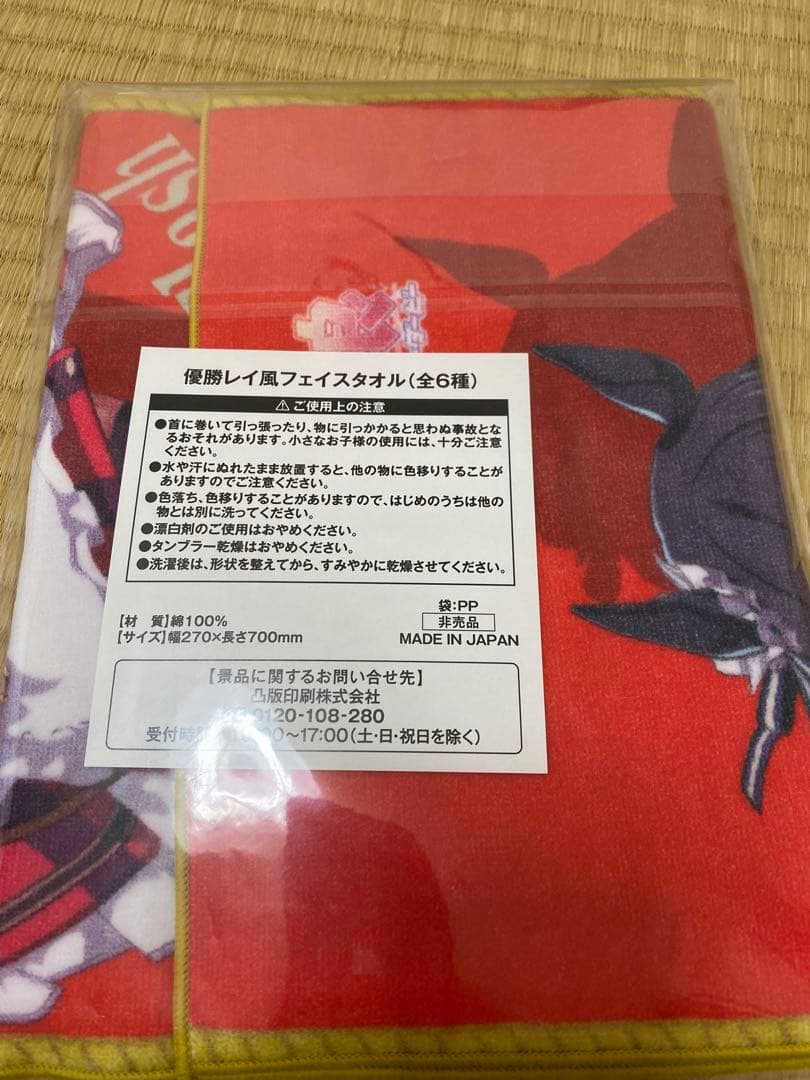 優勝レイ風フェイスタオル(全6種)
⚠ご使用上の注意
●首に巻いて引っ張ったり、物に引っかかると思わぬ事故とな
るおそれがあります。小さなお子様の使用には、十分ご注意
ください。
●水や汗にぬれたまま放置すると、他の物に色移りすることが
ありますのでご注意ください。
●色落ち、色移りすることがありますので、はじめのうちは他の
物とは別に洗ってください。
●漂白剤のご使用はおやめください。
●タンブラー乾燥はおやめください。
●洗濯後は、形状を整えてから、すみやかに乾燥させてください。
袋:PP
【材 質】綿100%
非売品
【サイズ】幅270×長さ700mm
MADE IN JAPAN
【景品に関するお問い合せ先】
凸版印刷株式会社
0120-108-280
受付時間 00〜17:00(土・日・祝日を除く)